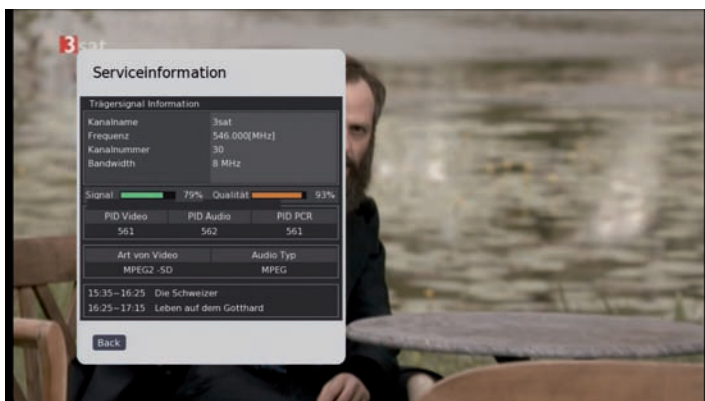 3sat
Serviceinformation
Trägersignal Information
Kanalname 3sat
Frequenz 546.000[MHz]
Kanalnummer 30
Bandwidth 8 MHz
Signal 79% Qualität 93%
PID Video PID Audio PID PCR
561 562 561
Art von Video Audio Typ
MPEG2 -SD MPEG
15:35~16:25 Die Schweizer
16:25~17:15 Leben auf dem Gotthard
Back